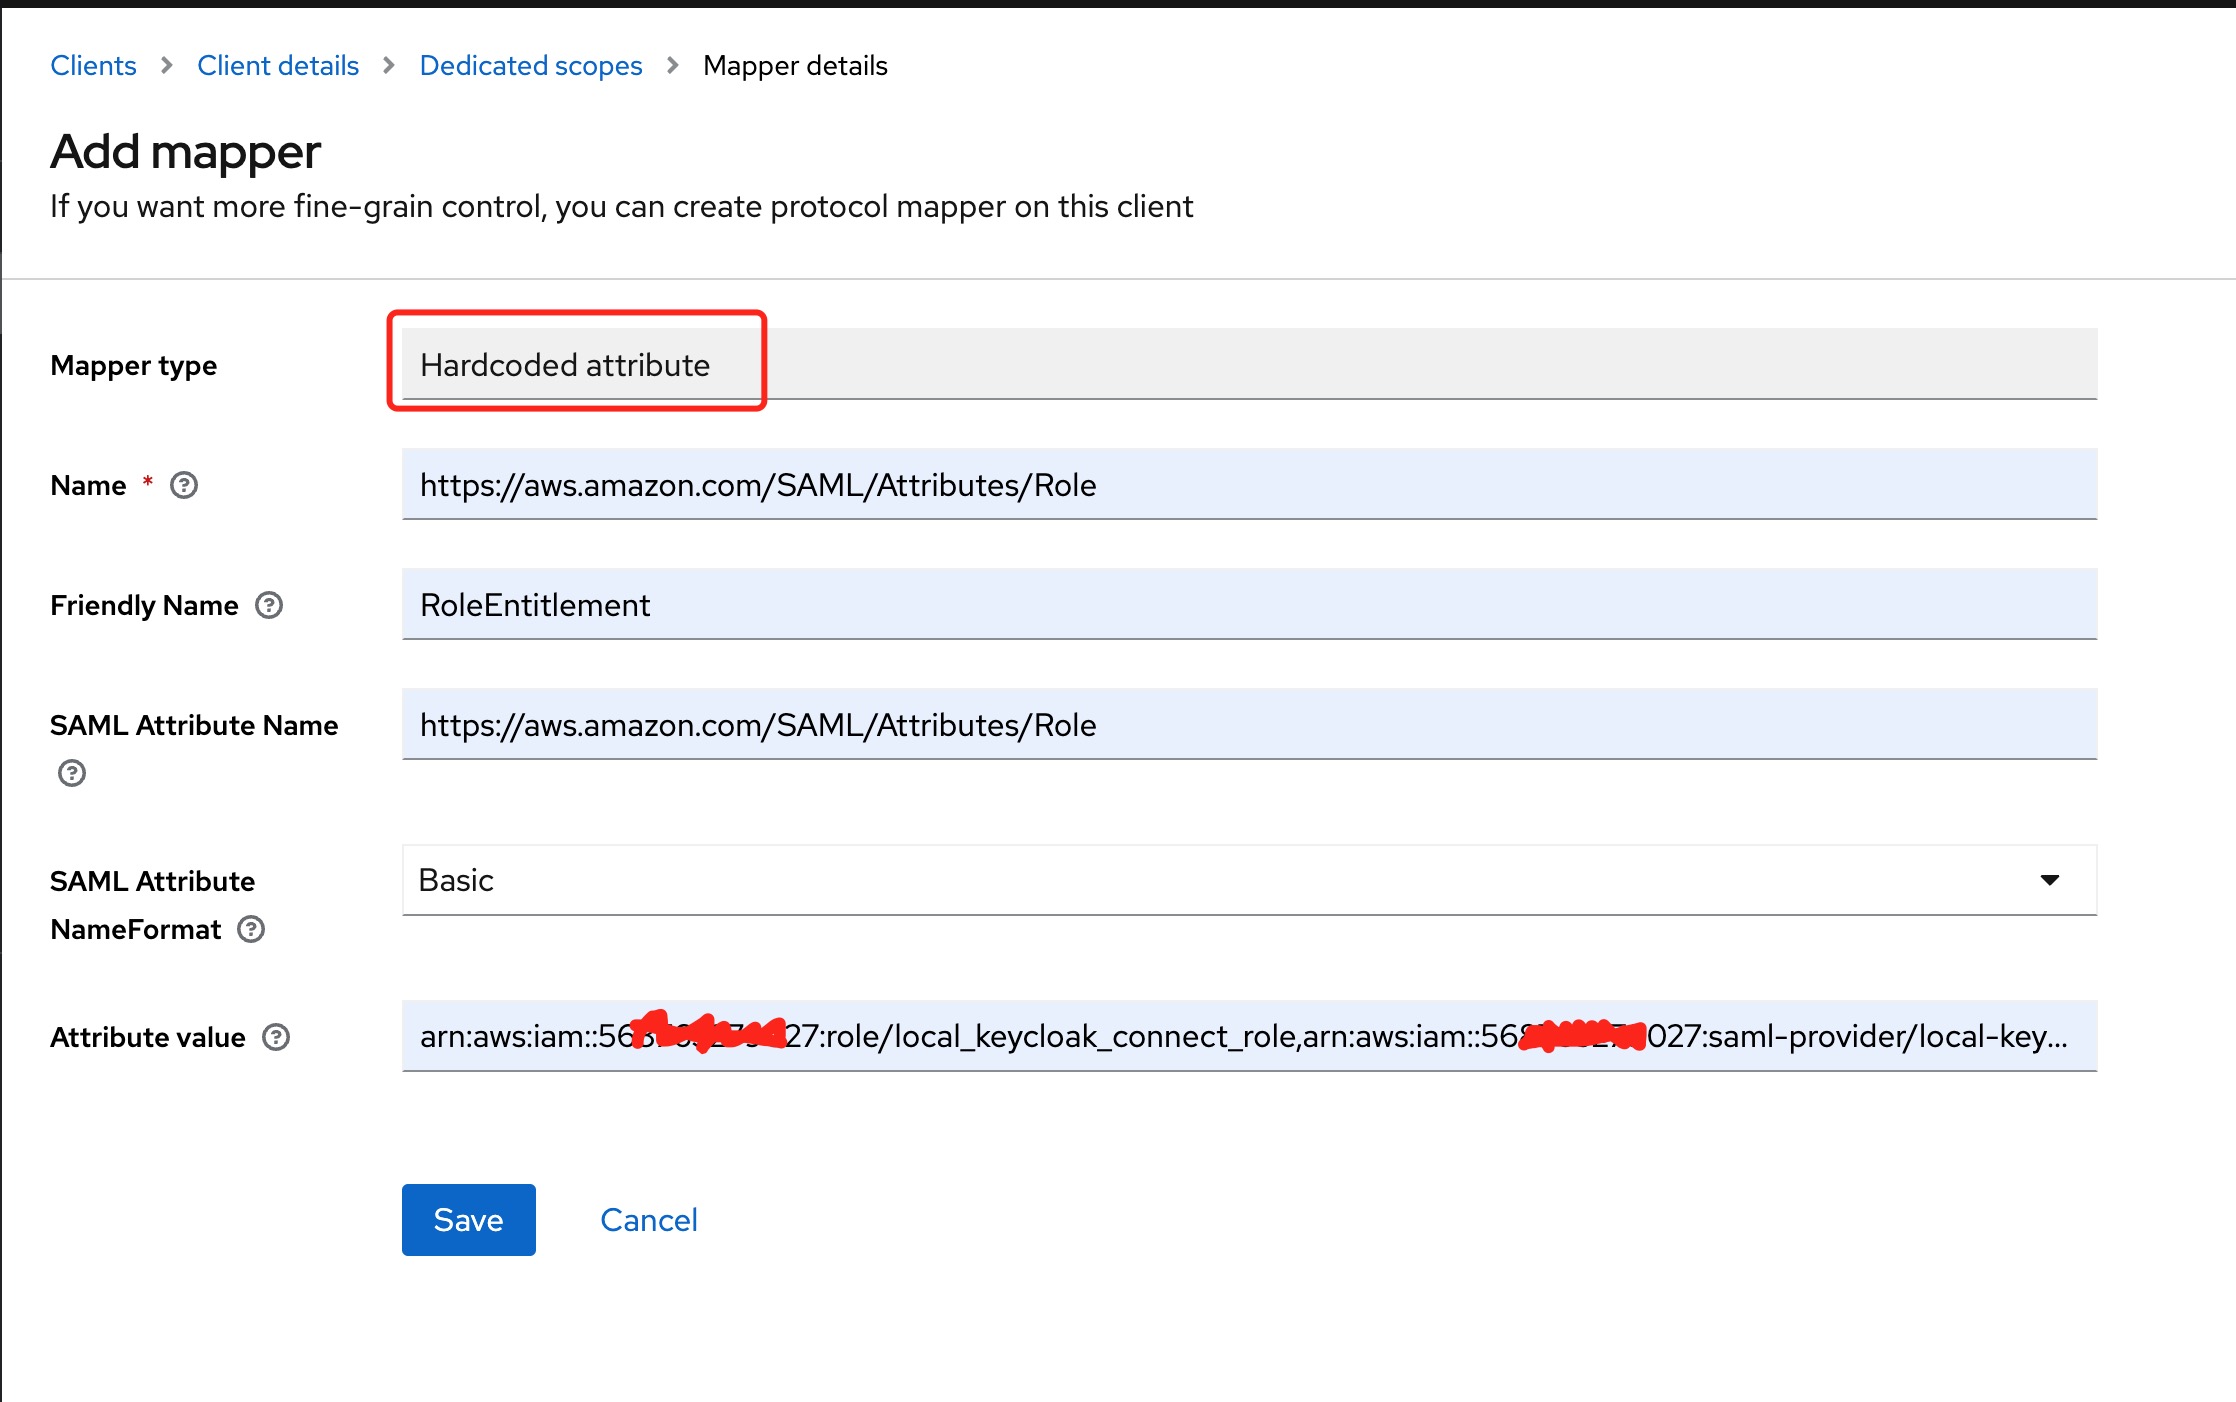 Clients > Client details > Dedicated scopes > Mapper details
Add mapper
If you want more fine-grain control, you can create protocol mapper on this client
Mapper type
Hardcoded attribute
Name *
https://aws.amazon.com/SAML/Attributes/Role
Friendly Name
RoleEntitlement
SAML Attribute Name
https://aws.amazon.com/SAML/Attributes/Role
SAML Attribute
NameFormat
Basic
Attribute value
arn:aws:iam::56 27:role/local_keycloak_connect_role,arn:aws:iam::56 027:saml-provider/local-key...
Save Cancel